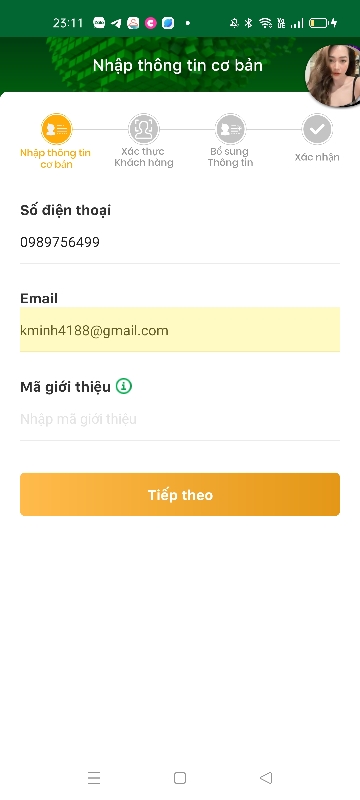 23:11
Nhập thông tin cơ bản
Nhập thông tin
cơ bản
Xác thực
Khách hàng
Bổ sung
Thông tin
Xác nhận
Số điện thoại
0989756499
Email
kminh4188@gmail.com
Mã giới thiệu
Nhập mã giới thiệu
Tiếp theo